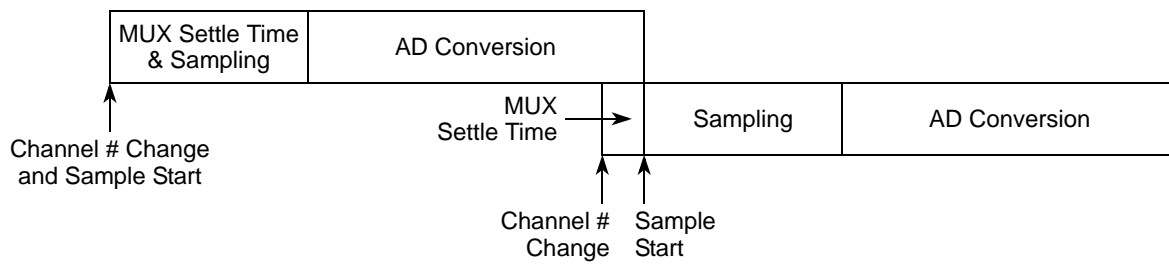 MUX Settle Time
& Sampling
AD Conversion
MUX
Settle Time
Sampling
AD Conversion
Channel # Change
and Sample Start
Channel #
Change
Sample
Start